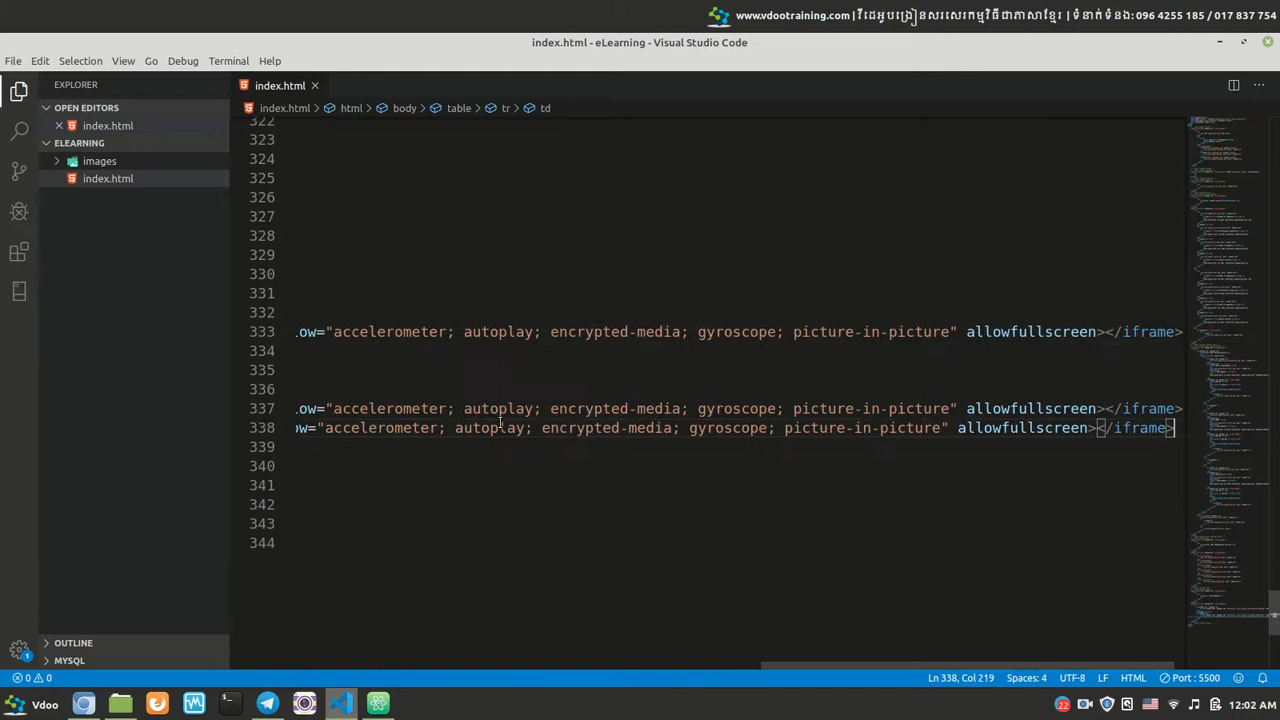 www.vdootraining.com | វីដេអូបង្រៀនសរសេរកម្មវិធីជាភាសាខ្មែរ | ទំនាក់ទំនង: 096 4255 185 / 017 837 754
index.html - eLearning - Visual Studio Code
File Edit Selection View Go Debug Terminal Help
EXPLORER
index.html
OPEN EDITORS
index.html > html > body > table > tr > td
index.html
ELEARNING
images
index.html
322
323
324
325
326
327
328
329
330
331
332
333 low="accelerometer; autoplay; encrypted-media; gyroscope; picture-in-picture" allowfullscreen></iframe>
334
335
336
337 low="accelerometer; autoplay; encrypted-media; gyroscope; picture-in-picture" allowfullscreen></iframe>
338 ow="accelerometer; autoplay; encrypted-media; gyroscope; picture-in-picture" allowfullscreen></iframe>
339
340
341
342
343
344
OUTLINE
MYSQL
1
0 0 Ln 338, Col 219 Spaces: 4 UTF-8 LF HTML Port : 5500
Vdoo 22 12:02 AM